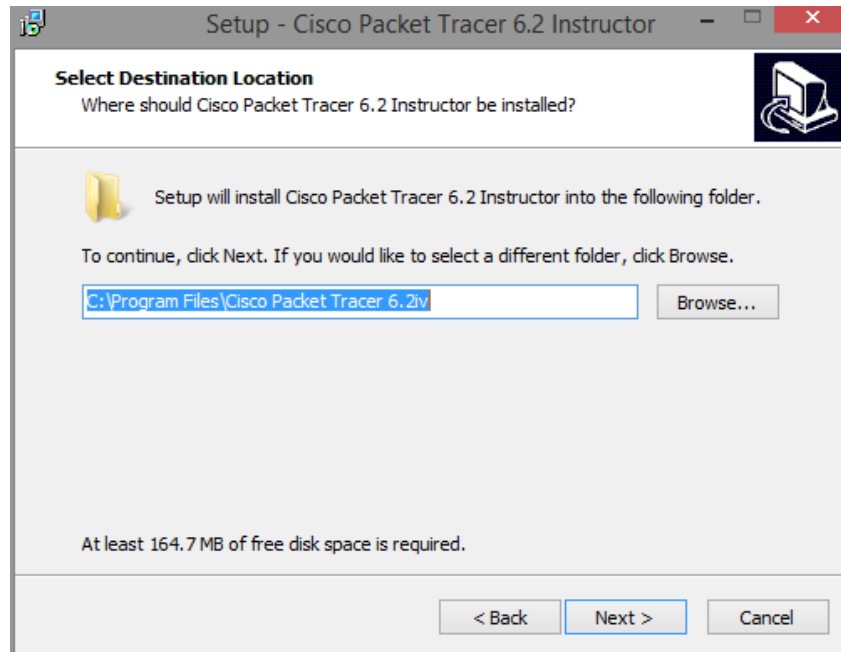 Setup - Cisco Packet Tracer 6.2 Instructor
Select Destination Location
Where should Cisco Packet Tracer 6.2 Instructor be installed?
Setup will install Cisco Packet Tracer 6.2 Instructor into the following folder.
To continue, click Next. If you would like to select a different folder, click Browse.
C:\Program Files\Cisco Packet Tracer 6.2iv
Browse...
At least 164.7 MB of free disk space is required.
< Back Next > Cancel